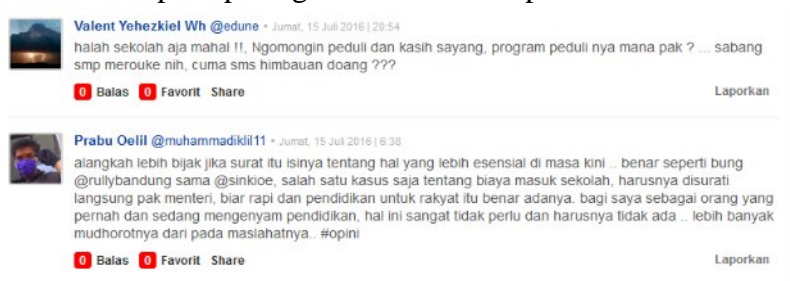 Valent Yehezkiel Wh @edune • Jumat, 15 Juli 2016 | 20:54
halah sekolah aja mahal !!, Ngomongin peduli dan kasih sayang, program peduli nya mana pak ? ... sabang
smp merouke nih, cuma sms himbauan doang ???
0 Balas 0 Favorit Share Laporkan
Prabu Oelil @muhammadiklil11 • Jumat, 15 Juli 2016 | 6:38
alangkah lebih bijak jika surat itu isinya tentang hal yang lebih esensial di masa kini .. benar seperti bung
@rullybandung sama @sinkioe, salah satu kasus saja tentang biaya masuk sekolah, harusnya disurati
langsung pak menteri, biar rapi dan pendidikan untuk rakyat itu benar adanya. bagi saya sebagai orang yang
pernah dan sedang mengenyam pendidikan, hal ini sangat tidak perlu dan harusnya tidak ada .. lebih banyak
mudhorotnya dari pada maslahatnya.. #opini
0 Balas 0 Favorit Share Laporkan